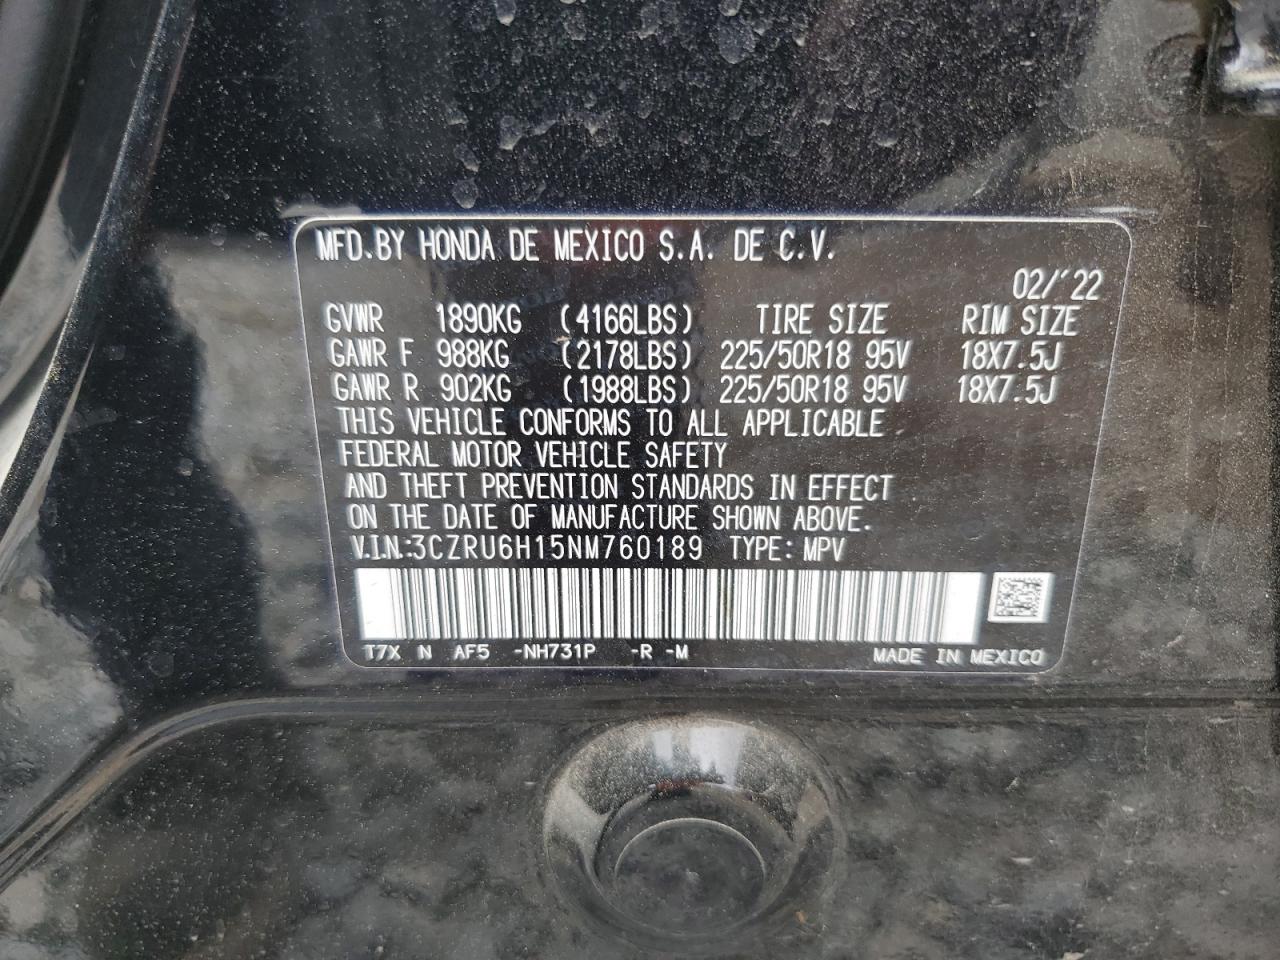 MFD.BY HONDA DE MEXICO S.A. DE C.V.
02/'22
GVWR 1890KG (4166LBS) TIRE SIZE RIM SIZE
GAWR F 988KG (2178LBS) 225/50R18 95V 18X7.5J
GAWR R 902KG (1988LBS) 225/50R18 95V 18X7.5J
THIS VEHICLE CONFORMS TO ALL APPLICABLE
FEDERAL MOTOR VEHICLE SAFETY
AND THEFT PREVENTION STANDARDS IN EFFECT
ON THE DATE OF MANUFACTURE SHOWN ABOVE.
V.I.N.:3CZRU6H15NM760189 TYPE: MPV
T7X N AF5 -NH731P -R -M MADE IN MEXICO